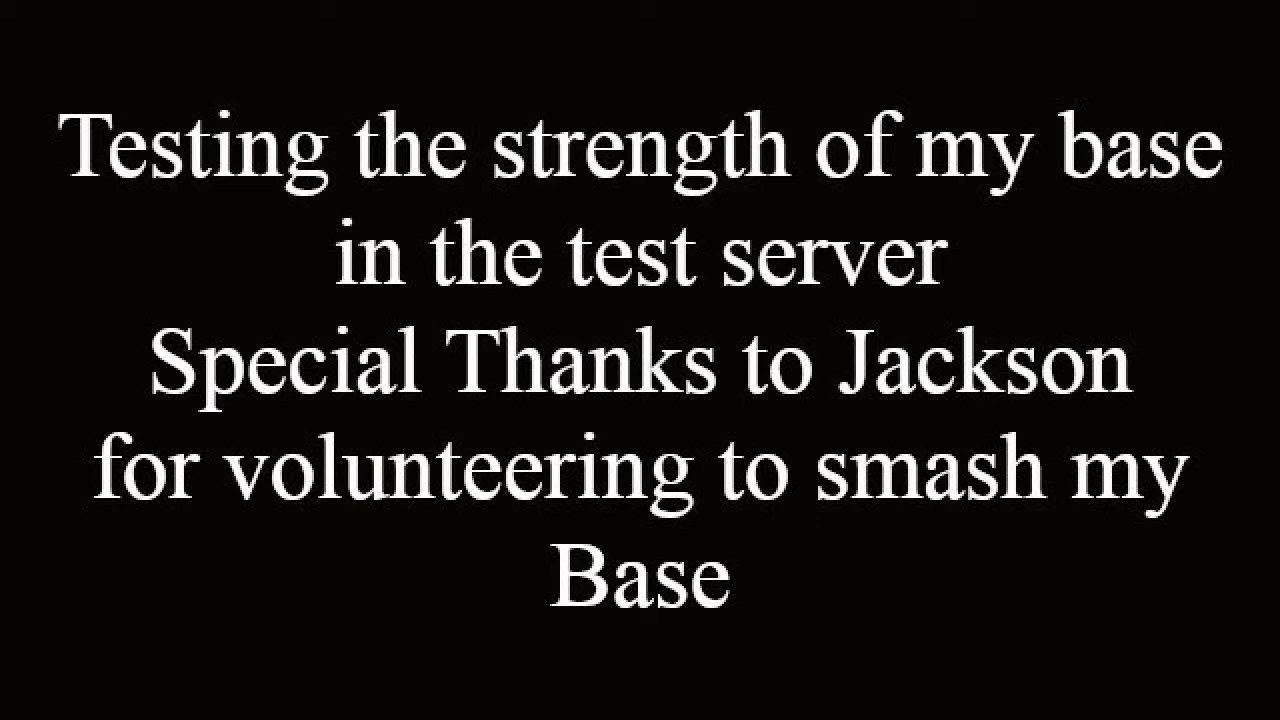 Testing the strength of my base
in the test server
Special Thanks to Jackson
for volunteering to smash my
Base